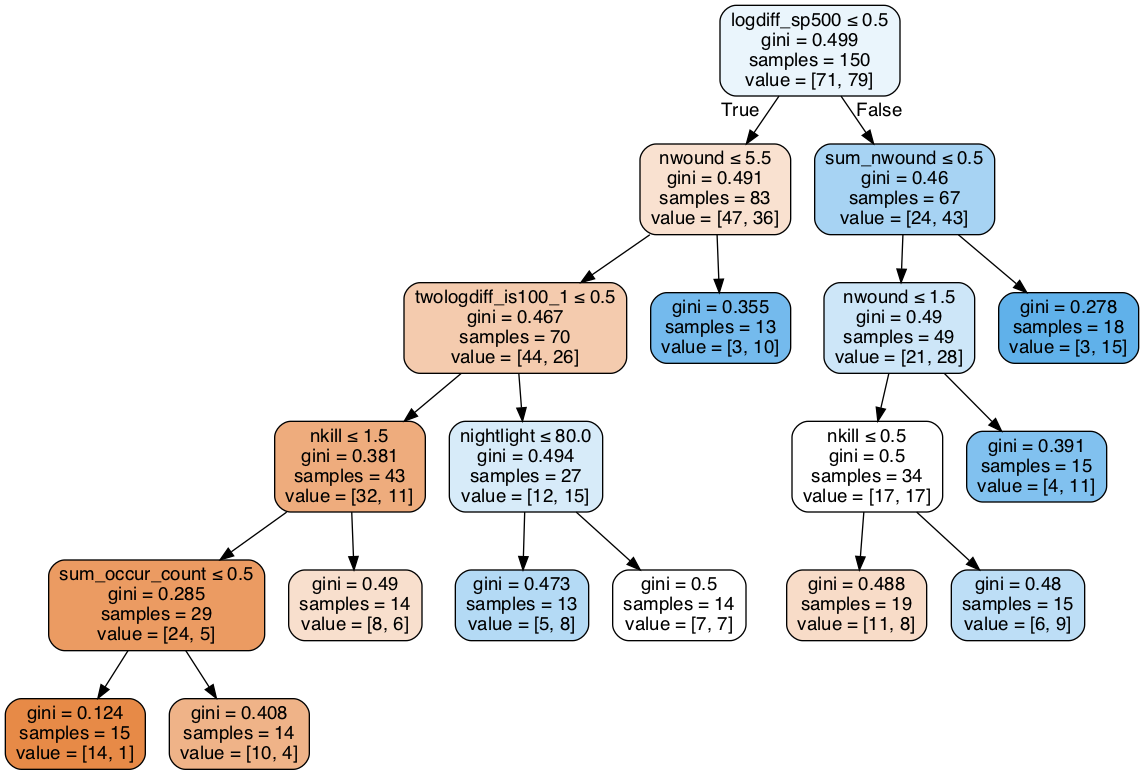 logdiff_sp500 ≤ 0.5
gini = 0.499
samples = 150
value = [71, 79]
True
False
nwound ≤ 5.5
gini = 0.491
samples = 83
value = [47, 36]
sum_nwound ≤ 0.5
gini = 0.46
samples = 67
value = [24, 43]
twologdiff_is100_1 ≤ 0.5
gini = 0.467
samples = 70
value = [44, 26]
gini = 0.355
samples = 13
value = [3, 10]
nwound ≤ 1.5
gini = 0.49
samples = 49
value = [21, 28]
gini = 0.278
samples = 18
value = [3, 15]
nkill ≤ 1.5
gini = 0.381
samples = 43
value = [32, 11]
nightlight ≤ 80.0
gini = 0.494
samples = 27
value = [12, 15]
nkill ≤ 0.5
gini = 0.5
samples = 34
value = [17, 17]
gini = 0.391
samples = 15
value = [4, 11]
sum_occur_count ≤ 0.5
gini = 0.285
samples = 29
value = [24, 5]
gini = 0.49
samples = 14
value = [8, 6]
gini = 0.473
samples = 13
value = [5, 8]
gini = 0.5
samples = 14
value = [7, 7]
gini = 0.488
samples = 19
value = [11, 8]
gini = 0.48
samples = 15
value = [6, 9]
gini = 0.124
samples = 15
value = [14, 1]
gini = 0.408
samples = 14
value = [10, 4]